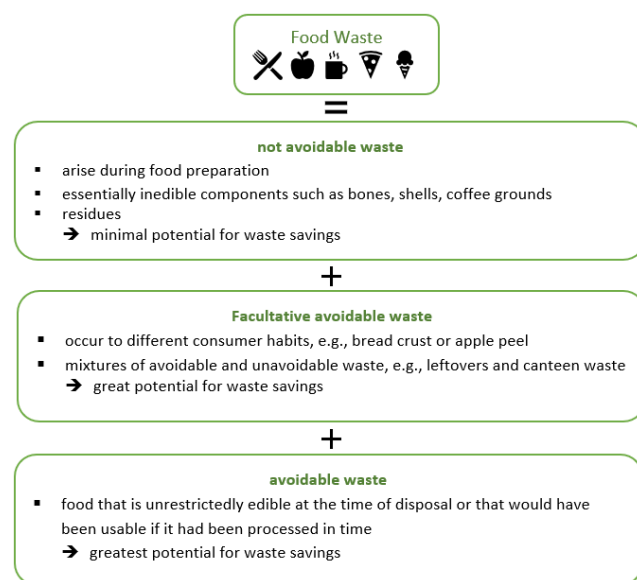 Food Waste
=
not avoidable waste
▪ arise during food preparation
▪ essentially inedible components such as bones, shells, coffee grounds
▪ residues
➔ minimal potential for waste savings
+
Facultative avoidable waste
▪ occur to different consumer habits, e.g., bread crust or apple peel
▪ mixtures of avoidable and unavoidable waste, e.g., leftovers and canteen waste
➔ great potential for waste savings
+
avoidable waste
▪ food that is unrestrictedly edible at the time of disposal or that would have
been usable if it had been processed in time
➔ greatest potential for waste savings